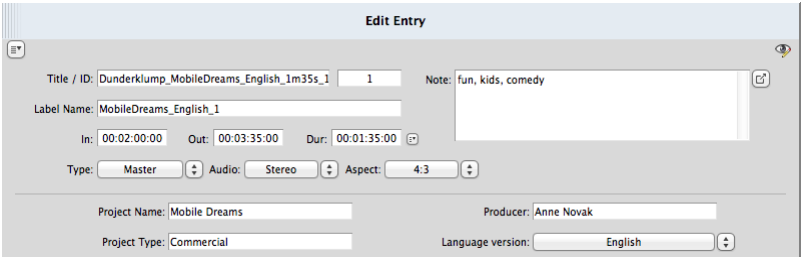 Edit Entry
Title / ID: Dunderklump_MobileDreams_English_1m35s_1 1 Note: fun, kids, comedy
Label Name: MobileDreams_English_1
In: 00:02:00:00 Out: 00:03:35:00 Dur: 00:01:35:00
Type: Master Audio: Stereo Aspect: 4:3
Project Name: Mobile Dreams Producer: Anne Novak
Project Type: Commercial Language version: English